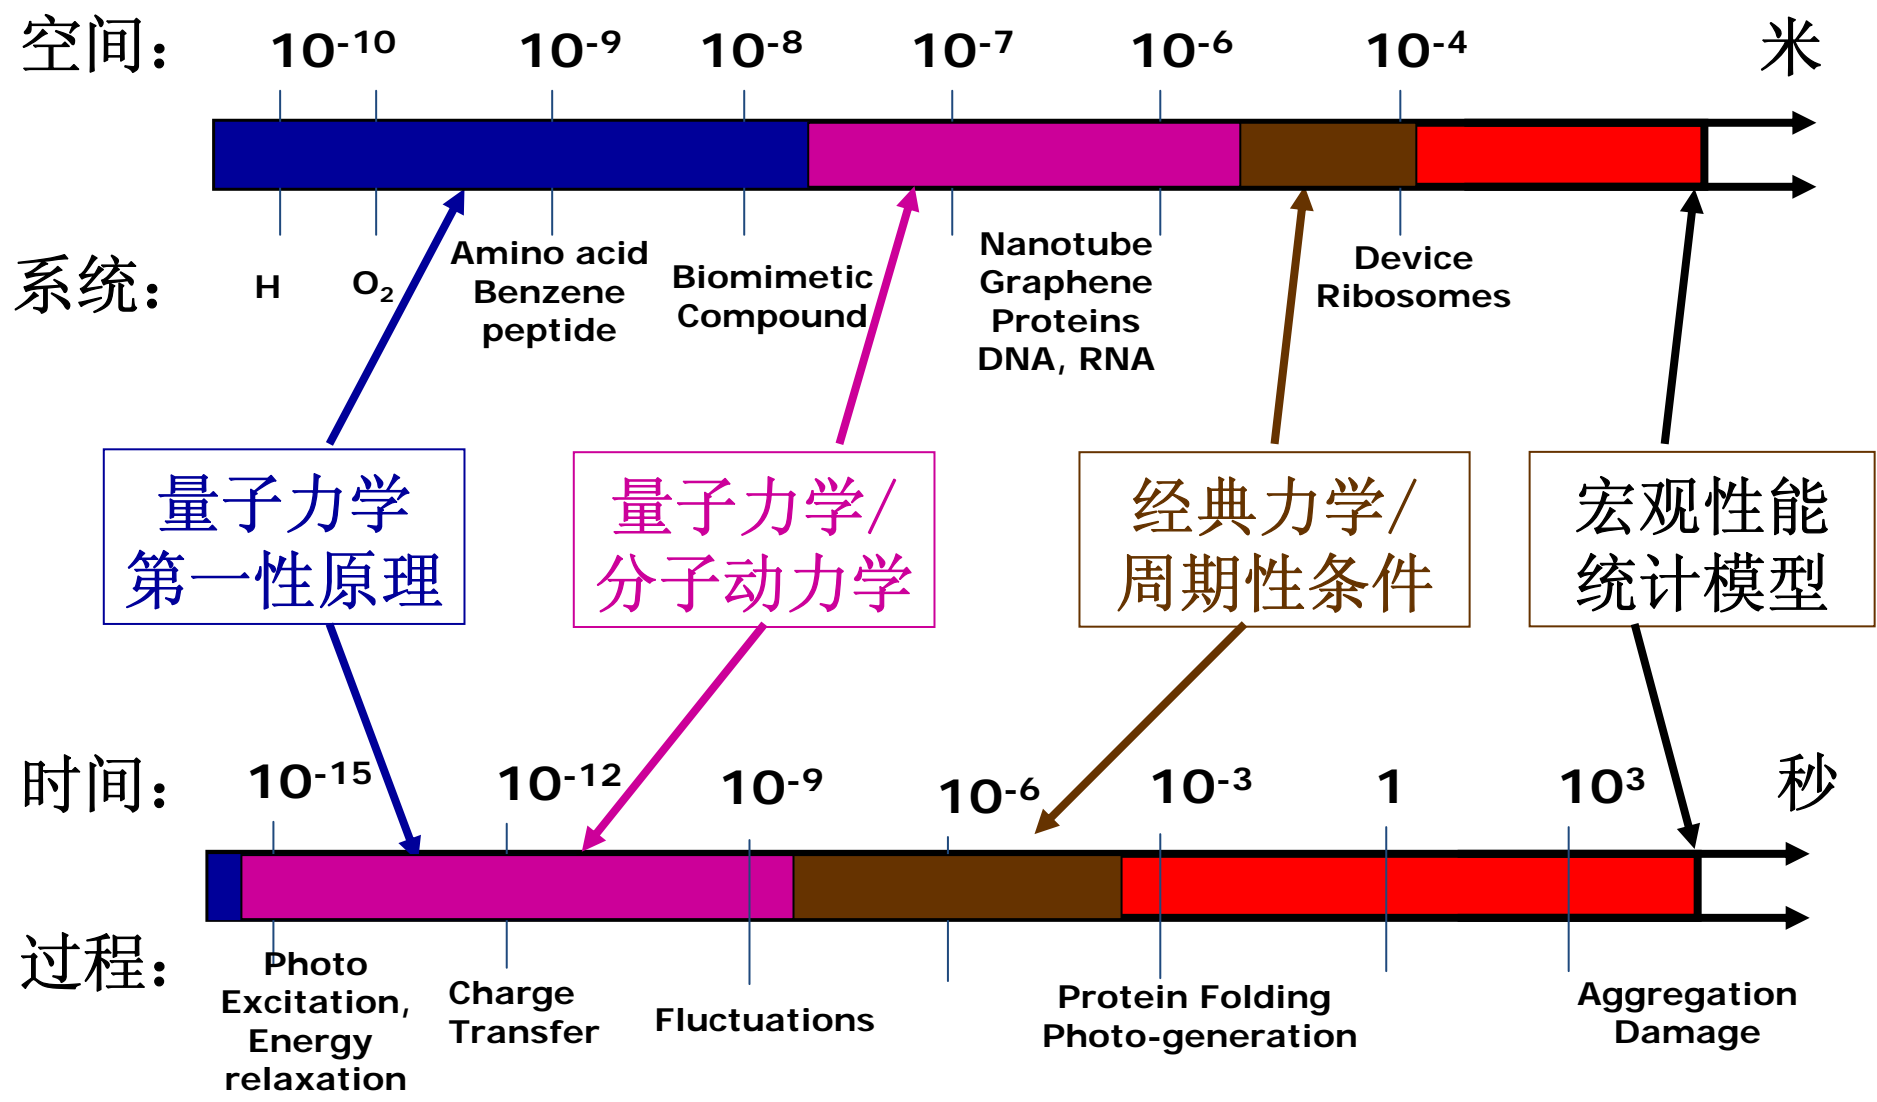 空间： 10⁻¹⁰ 10⁻⁹ 10⁻⁸ 10⁻⁷ 10⁻⁶ 10⁻⁴ 米
系统：
H
O₂
Amino acid
Benzene
peptide
Biomimetic
Compound
Nanotube
Graphene
Proteins
DNA, RNA
Device
Ribosomes
量子力学
第一性原理
量子力学/
分子动力学
经典力学/
周期性条件
宏观性能
统计模型
时间： 10⁻¹⁵ 10⁻¹² 10⁻⁹ 10⁻⁶ 10⁻³ 1 10³ 秒
过程：
Photo
Excitation,
Energy
relaxation
Charge
Transfer
Fluctuations
Protein Folding
Photo-generation
Aggregation
Damage